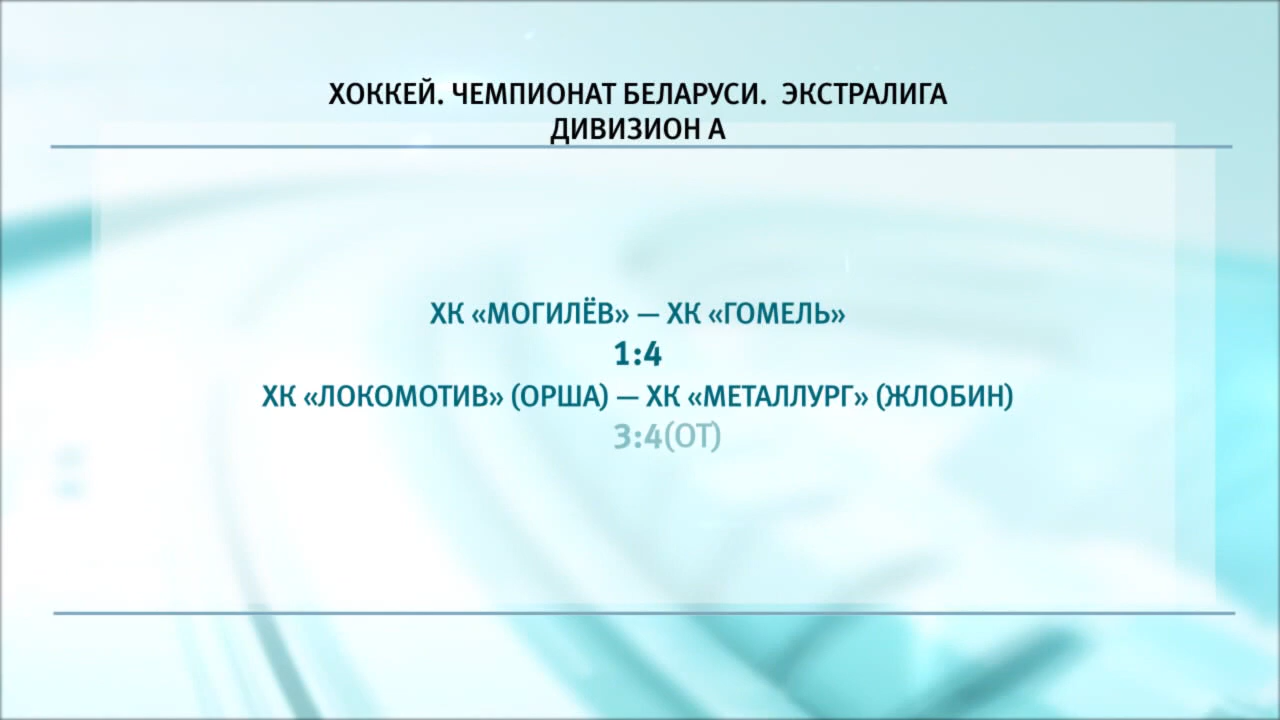 ХОККЕЙ. ЧЕМПИОНАТ БЕЛАРУСИ. ЭКСТРАЛИГА
ДИВИЗИОН А
ХК «МОГИЛЁВ» — ХК «ГОМЕЛЬ»
1:4
ХК «ЛОКОМОТИВ» (ОРША) — ХК «МЕТАЛЛУРГ» (ЖЛОБИН)
3:4(ОТ)